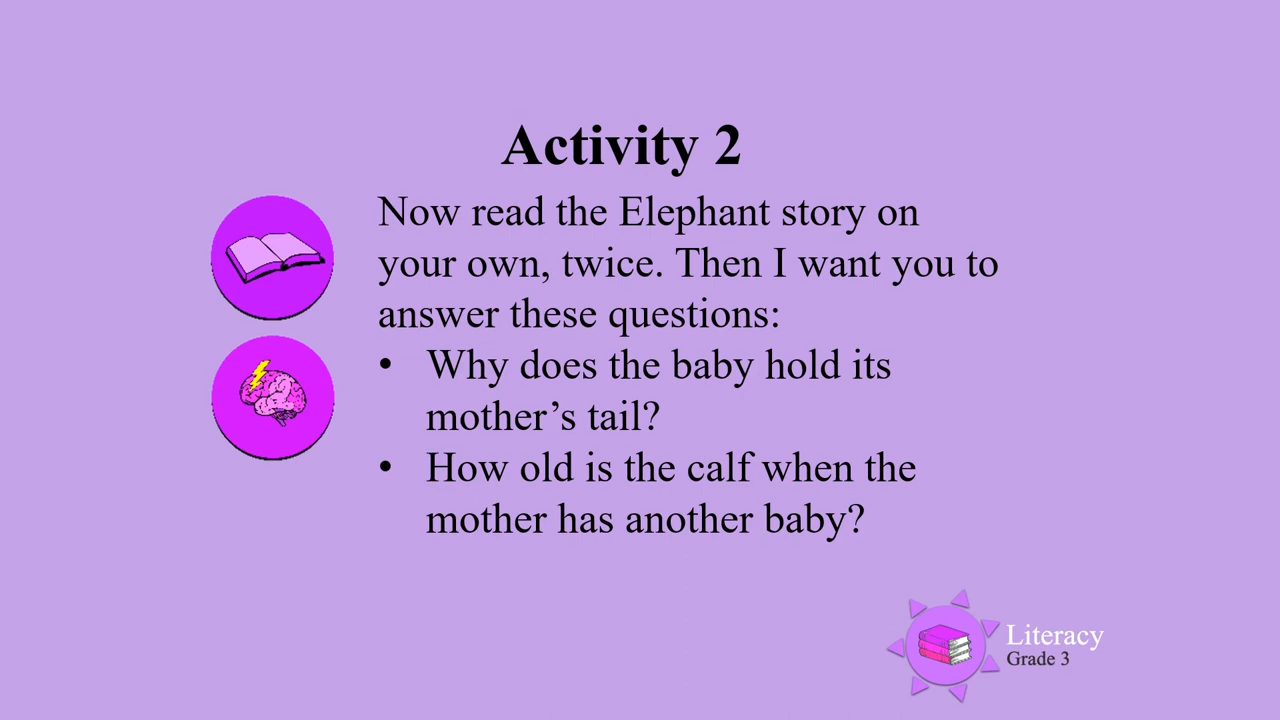 Activity 2
Now read the Elephant story on
your own, twice. Then I want you to
answer these questions:
• Why does the baby hold its
mother’s tail?
• How old is the calf when the
mother has another baby?
Literacy
Grade 3